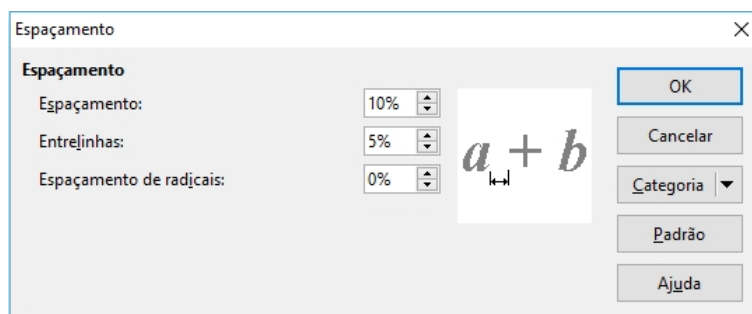 Espaçamento
Espaçamento
Espaçamento: 10%
Entrelinhas: 5%
Espaçamento de radicais: 0%
a + b
OK
Cancelar
Categoria
Padrão
Ajuda